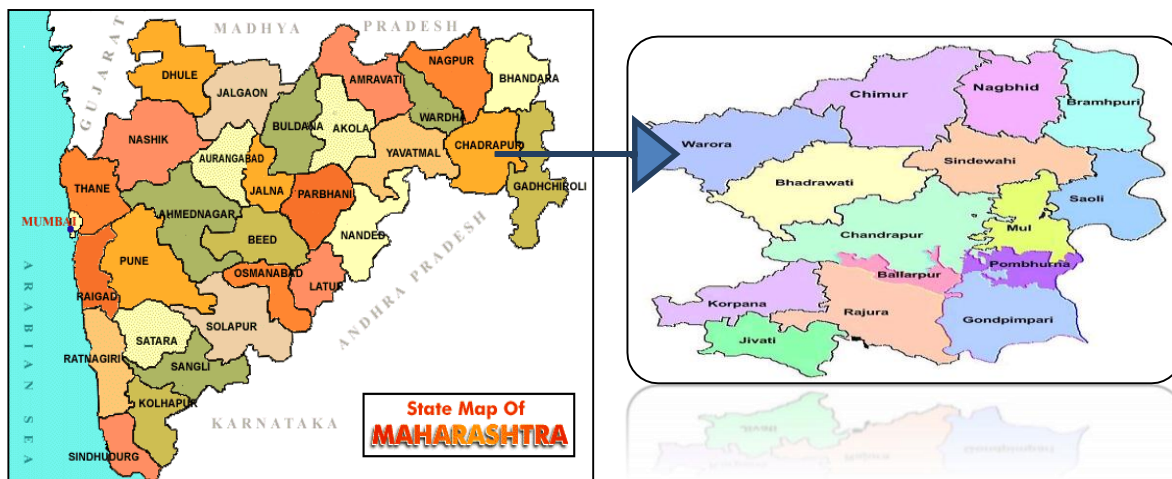 MADHYA PRADESH
GUJARAT
DHULE
JALGAON
AMRAVATI
NAGPUR
BHANDARA
NASHIK
BULDANA
AKOLA
WARDHA
AURANGABAD
YAVATMAL
CHADRAPUR
THANE
JALNA
PARBHANI
GADHCHIROLI
AHMEDNAGAR
MUMBAI
BEED
NANDED
PUNE
OSMANABAD
RAIGAD
LATUR
ANDHRA PRADESH
SOLAPUR
SATARA
RATNAGIRI
SANGLI
KOLHAPUR
KARNATAKA
SINDHUDURG
ARABIAN SEA
State Map Of
MAHARASHTRA
Chimur
Nagbhid
Bramhpuri
Warora
Sindewahi
Bhadrawati
Saoli
Mul
Chandrapur
Pombhurna
Ballarpur
Korpana
Rajura
Gondpimpari
Jivati